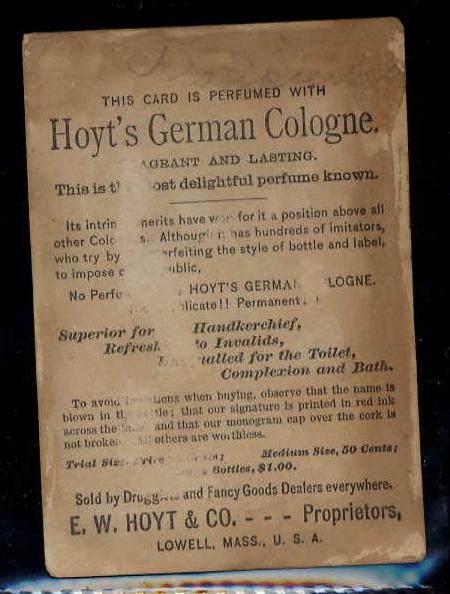 THIS CARD IS PERFUMED WITH
Hoyt's German Cologne.
AGRANT AND LASTING.
This is t ost delightful perfume known.
Its intrin merits have won for it a position above all
other Colo s. Although it has hundreds of imitators,
who try by rfeiting the style of bottle and label,
to impose ublic,
No Perfu HOYT'S GERMAN LOGNE.
licate!! Permanent
Superior for Handkerchief,
Refresh to Invalids,
ualled for the Toilet,
Complexion and Bath.
To avoid tions when buying, observe that the name is
blown in th tle; that our signature is printed in red ink
across the and that our monogram cap over the cork is
not broken. All others are worthless.
Trial Size, Price Cents; Medium Size, 50 Cents;
Bottles, $1.00.
Sold by Druggists and Fancy Goods Dealers everywhere.
E. W. HOYT & CO. - - - Proprietors,
LOWELL, MASS., U. S. A.